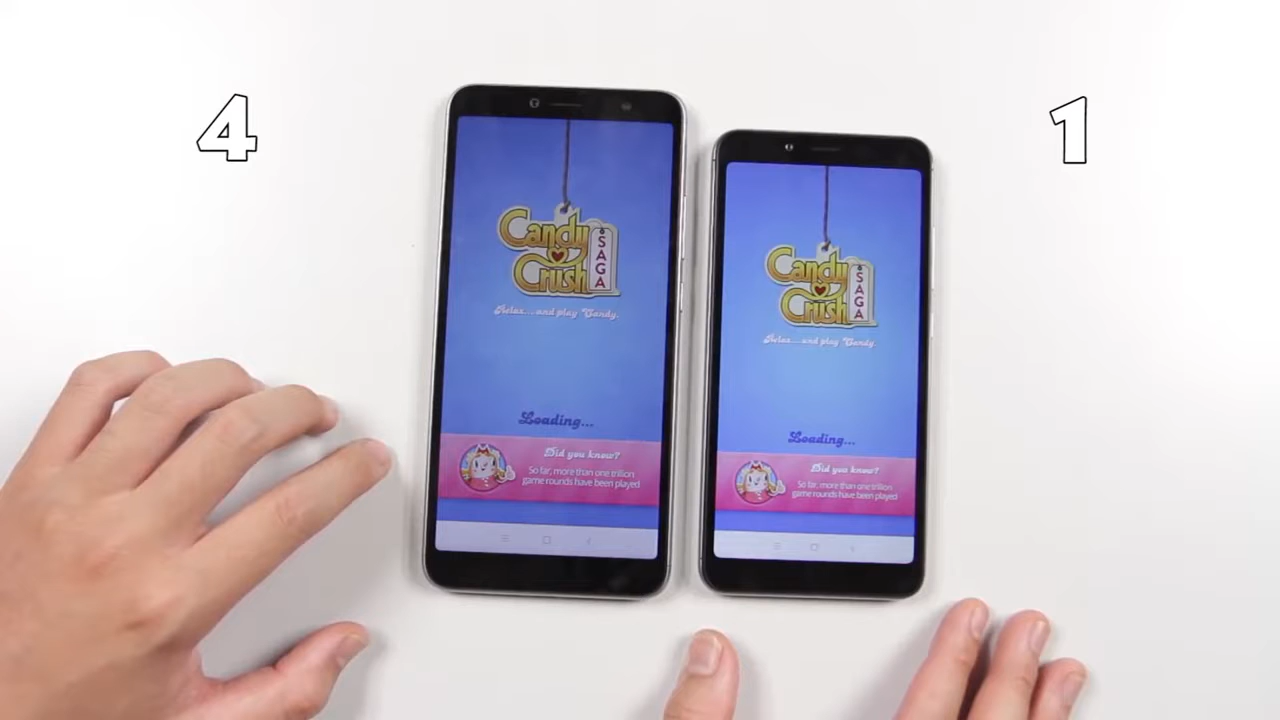 4
1
Candy
Crush
SAGA
Relax...and play Candy.
Loading...
Did you know?
So far, more than one trillion
game rounds have been played
Candy
Crush
SAGA
Relax...and play Candy.
Loading...
Did you know?
So far, more than one trillion
game rounds have been played